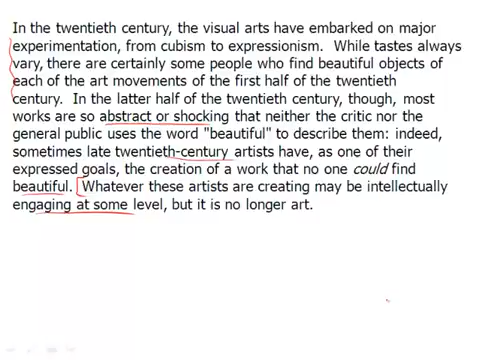 In the twentieth century, the visual arts have embarked on major
experimentation, from cubism to expressionism.  While tastes always
vary, there are certainly some people who find beautiful objects of
each of the art movements of the first half of the twentieth
century.  In the latter half of the twentieth century, though, most
works are so abstract or shocking that neither the critic nor the
general public uses the word "beautiful" to describe them: indeed,
sometimes late twentieth-century artists have, as one of their
expressed goals, the creation of a work that no one could find
beautiful.  Whatever these artists are creating may be intellectually
engaging at some level, but it is no longer art.